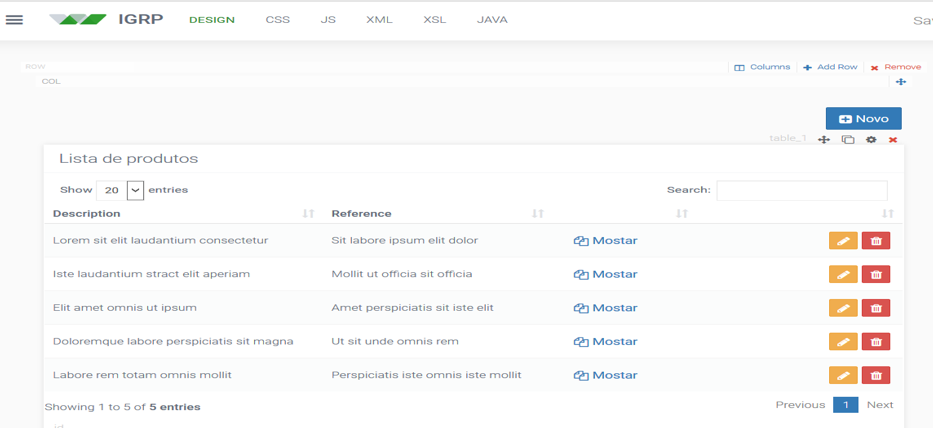 IGRP DESIGN CSS JS XML XSL JAVA Sa
ROW Columns Add Row Remove
COL
Novo
table_1
Lista de produtos
Show 20 entries Search:
Description Reference
Lorem sit elit laudantium consectetur Sit labore ipsum elit dolor Mostar
Iste laudantium stract elit aperiam Mollit ut officia sit officia Mostar
Elit amet omnis ut ipsum Amet perspiciatis sit iste elit Mostar
Doloremque labore perspiciatis sit magna Ut sit unde omnis rem Mostar
Labore rem totam omnis mollit Perspiciatis iste omnis iste mollit Mostar
Showing 1 to 5 of 5 entries Previous 1 Next